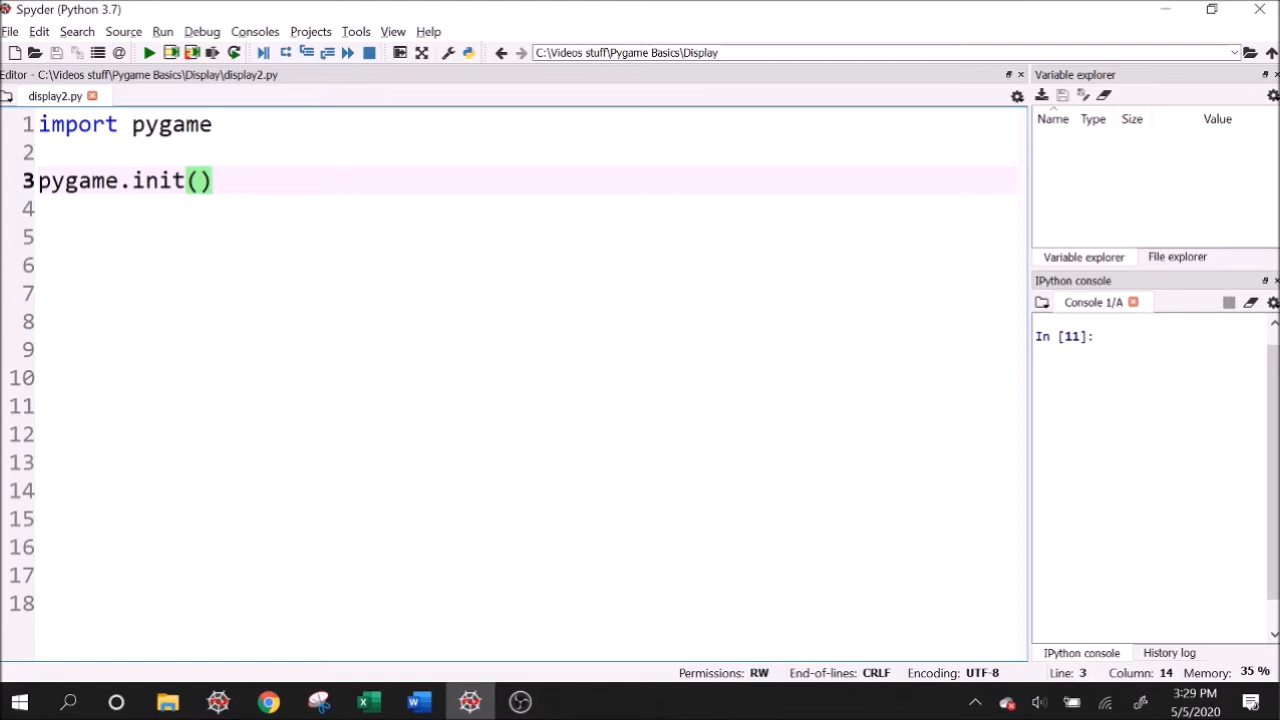 Spyder (Python 3.7)
File Edit Search Source Run Debug Consoles Projects Tools View Help
C:\Videos stuff\Pygame Basics\Display
Editor - C:\Videos stuff\Pygame Basics\Display\display2.py
Variable explorer
display2.py
Name Type Size Value
1 import pygame
2
3 pygame.init()
4
5
6
7
8
9
10
11
12
13
14
15
16
17
18
Variable explorer File explorer
IPython console
Console 1/A
In [11]:
IPython console History log
Permissions: RW End-of-lines: CRLF Encoding: UTF-8 Line: 3 Column: 14 Memory: 35 %
3:29 PM
5/5/2020